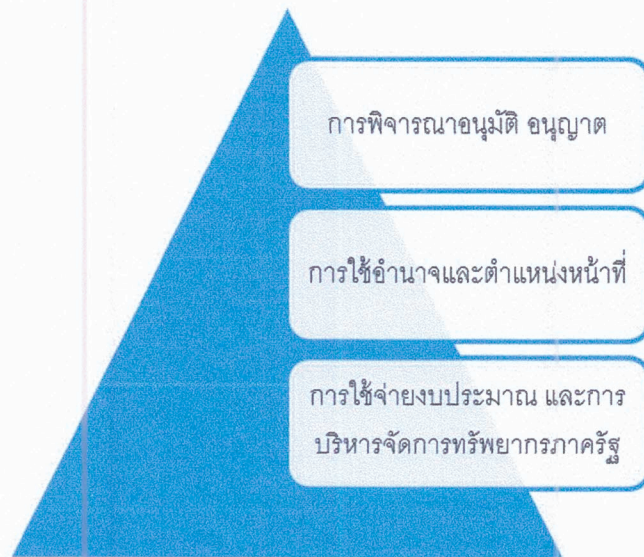 การพิจารณาอนุมัติ อนุญาต
การใช้อำนาจและตำแหน่งหน้าที่
การใช้จ่ายงบประมาณ และการ
บริหารจัดการทรัพยากรภาครัฐ